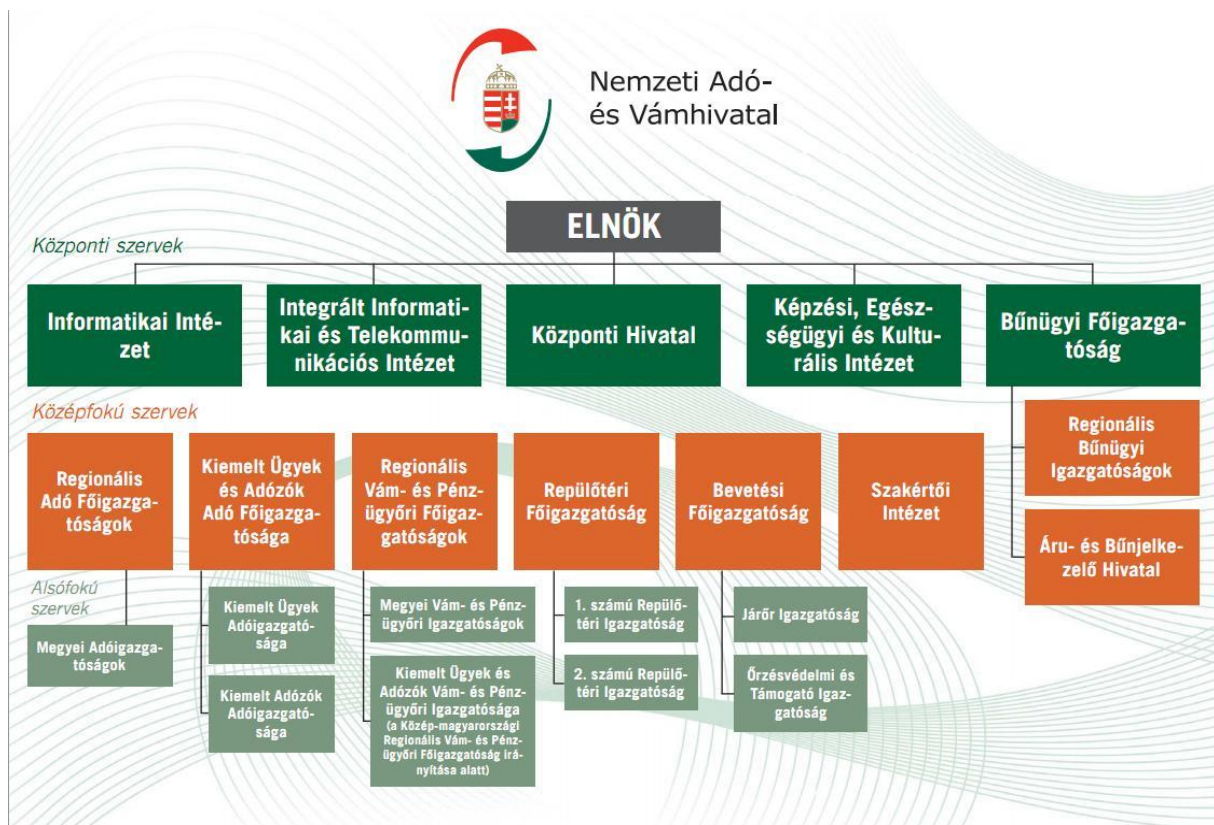 Nemzeti Adó-
és Vámhivatal
ELNÖK
Központi szervek
Informatikai Inté-
zet
Integrált Informati-
kai és Telekommu-
nikációs Intézet
Központi Hivatal
Képzési, Egész-
ségügyi és Kultu-
rális Intézet
Bűnügyi Főigazga-
tóság
Középfokú szervek
Regionális
Adó Főigazga-
tóságok
Kiemelt Ügyek
és Adózók
Adó Főigazga-
tósága
Regionális
Vám- és Pénz-
ügyőri Főigaz-
gatóságok
Repülőtéri
Főigazgatóság
Bevetési
Főigazgatóság
Szakértői
Intézet
Regionális
Bűnügyi
Igazgatóságok
Áru- és Bűnjelke-
zelő Hivatal
Alsófokú
szervek
Megyei Adóigazga-
tóságok
Kiemelt Ügyek
Adóigazgató-
sága
Kiemelt Adózók
Adóigazgató-
sága
Megyei Vám- és Pénz-
ügyőri Igazgatóságok
Kiemelt Ügyek és
Adózók Vám- és Pénz-
ügyőri Igazgatósága
(a Közép-magyarországi
Regionális Vám- és Pénz-
ügyőri Főigazgatóság irá-
nyítása alatt)
1. számú Repülő-
téri Igazgatóság
2. számú Repülő-
téri Igazgatóság
Járőr Igazgatóság
Őrzésvédelmi és
Támogató Igaz-
gatóság